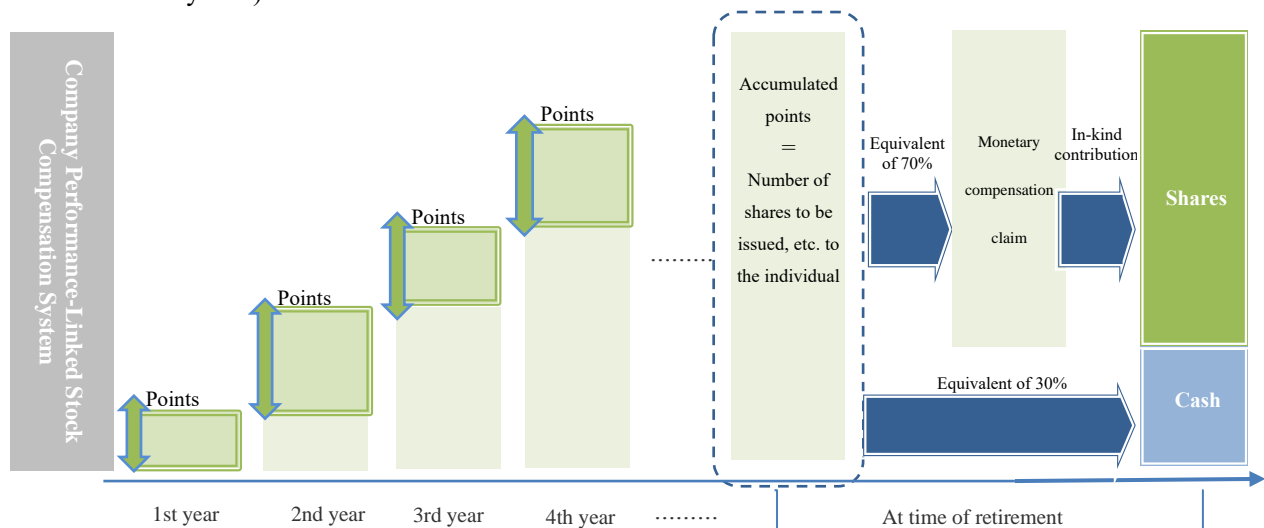 Company Performance-Linked Stock
Compensation System
Points
Points
Points
Points
………
Accumulated
points
=
Number of
shares to be
issued, etc. to
the individual
Equivalent
of 70%
Monetary
compensation
claim
In-kind
contribution
Shares
Equivalent of 30%
Cash
1st year
2nd year
3rd year
4th year
………
At time of retirement